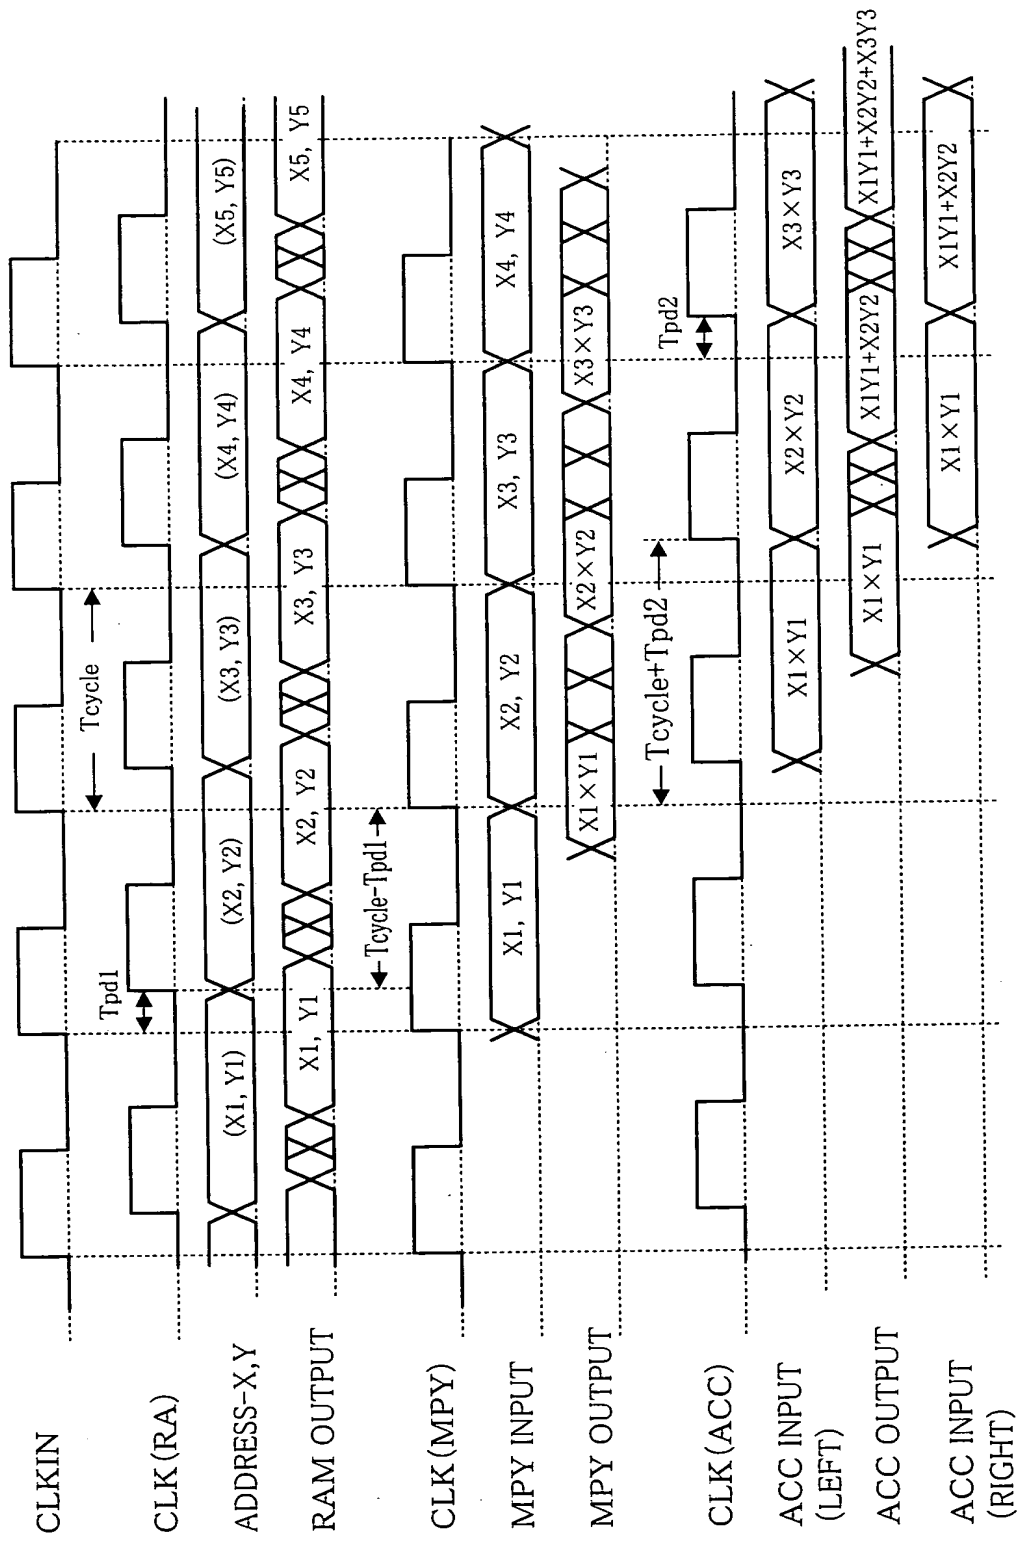 CLKIN
Tcycle
CLK(RA)
Tpd1
ADDRESS-X,Y
(X1, Y1)
(X2, Y2)
(X3, Y3)
(X4, Y4)
(X5, Y5)
RAM OUTPUT
X1, Y1
X2, Y2
X3, Y3
X4, Y4
X5, Y5
Tcycle-Tpd1
CLK(MPY)
MPY INPUT
X1, Y1
X2, Y2
X3, Y3
X4, Y4
MPY OUTPUT
X1×Y1
X2×Y2
X3×Y3
Tcycle+Tpd2
Tpd2
CLK(ACC)
ACC INPUT
(LEFT)
X1×Y1
X2×Y2
X3×Y3
ACC OUTPUT
X1×Y1
X1Y1+X2Y2
X1Y1+X2Y2+X3Y3
ACC INPUT
(RIGHT)
X1×Y1
X1Y1+X2Y2